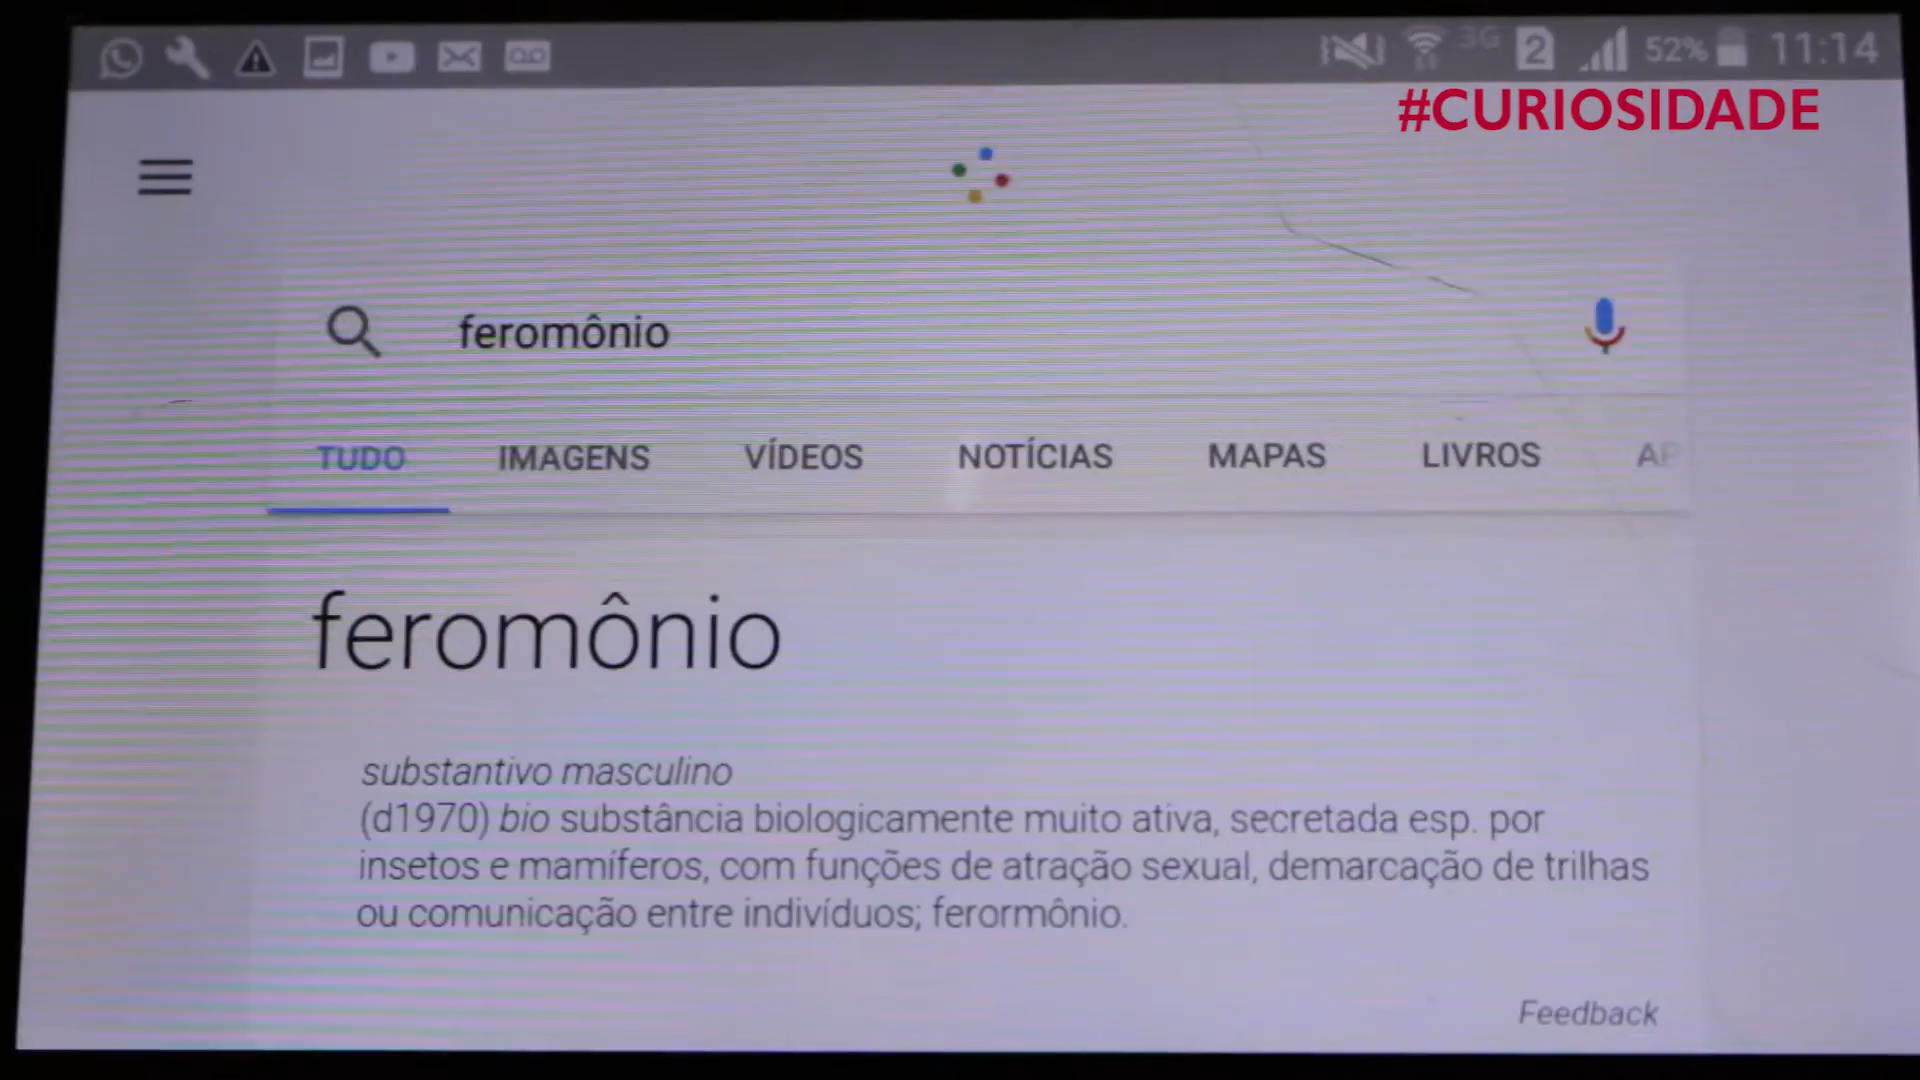 3G 2 52% 11:14
#CURIOSIDADE
feromônio
TUDO IMAGENS VÍDEOS NOTÍCIAS MAPAS LIVROS
feromônio
substantivo masculino
(d1970) bio substância biologicamente muito ativa, secretada esp. por
insetos e mamíferos, com funções de atração sexual, demarcação de trilhas
ou comunicação entre indivíduos; ferormônio.
Feedback